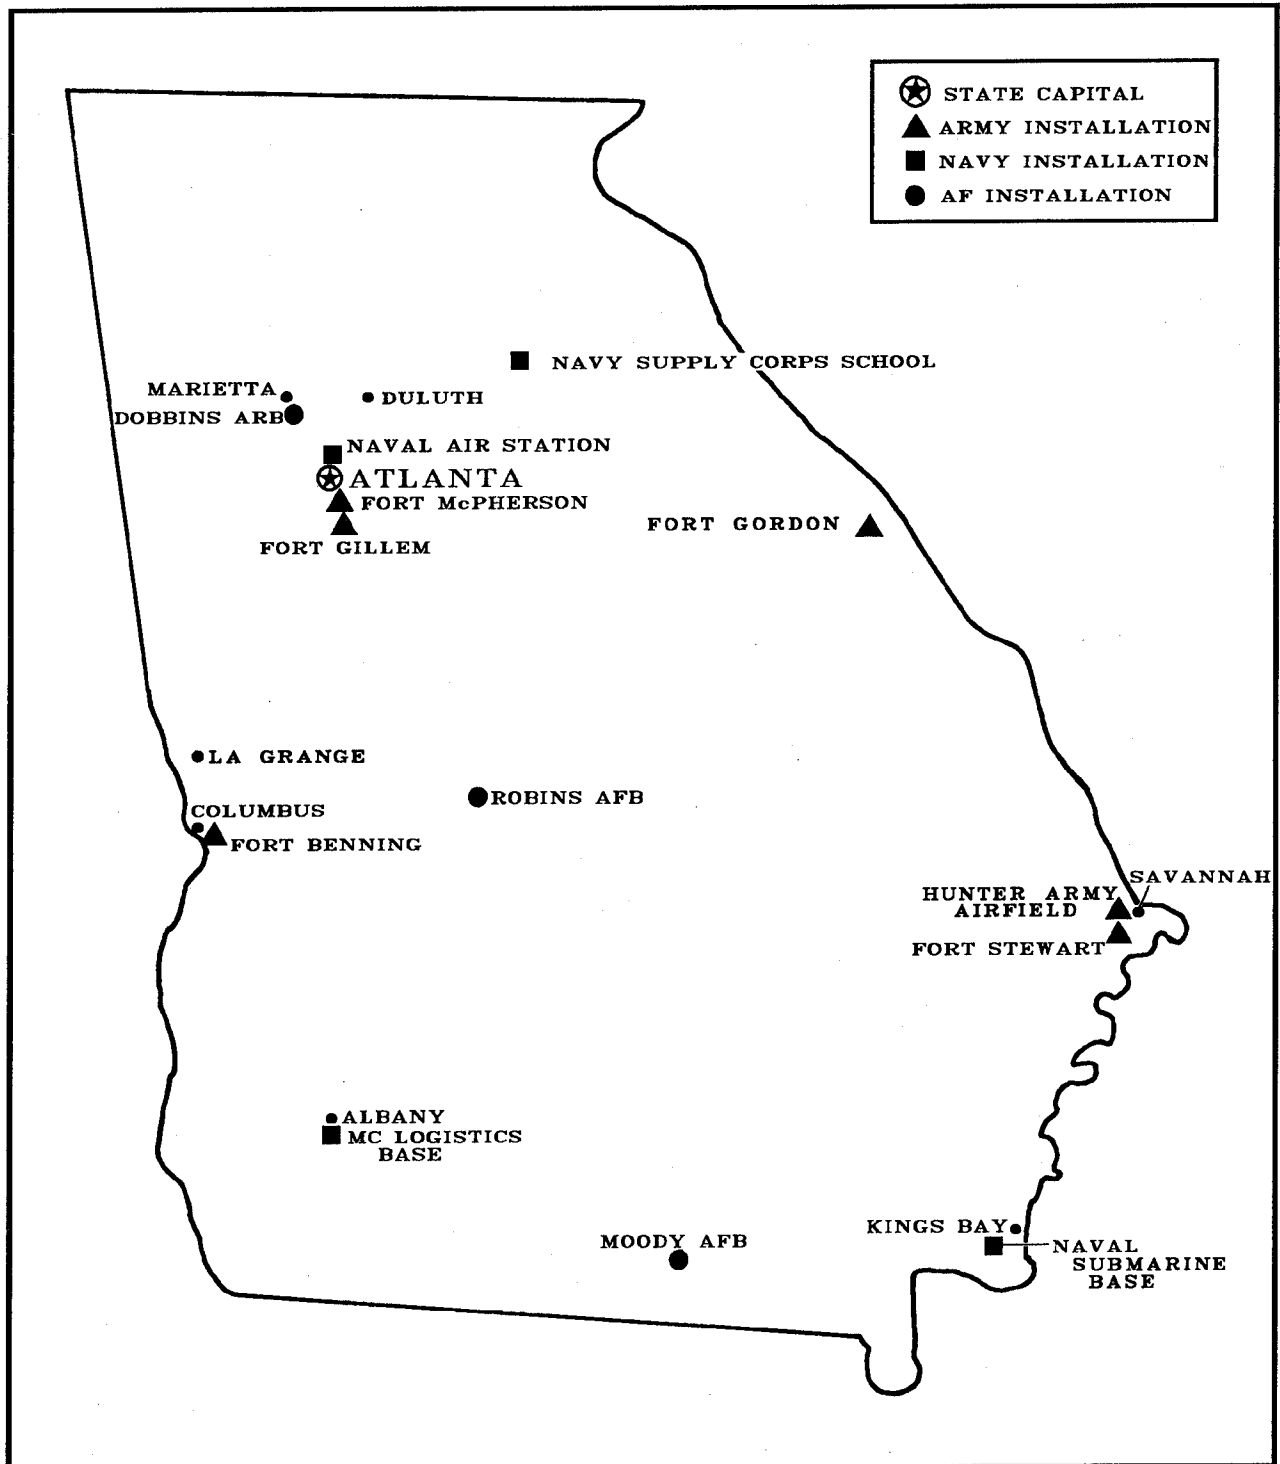 STATE CAPITAL
ARMY INSTALLATION
NAVY INSTALLATION
AF INSTALLATION
NAVY SUPPLY CORPS SCHOOL
MARIETTA
DULUTH
DOBBINS ARB
NAVAL AIR STATION
ATLANTA
FORT McPHERSON
FORT GORDON
FORT GILLEM
LA GRANGE
ROBINS AFB
COLUMBUS
FORT BENNING
SAVANNAH
HUNTER ARMY
AIRFIELD
FORT STEWART
ALBANY
MC LOGISTICS
BASE
KINGS BAY
MOODY AFB
NAVAL
SUBMARINE
BASE